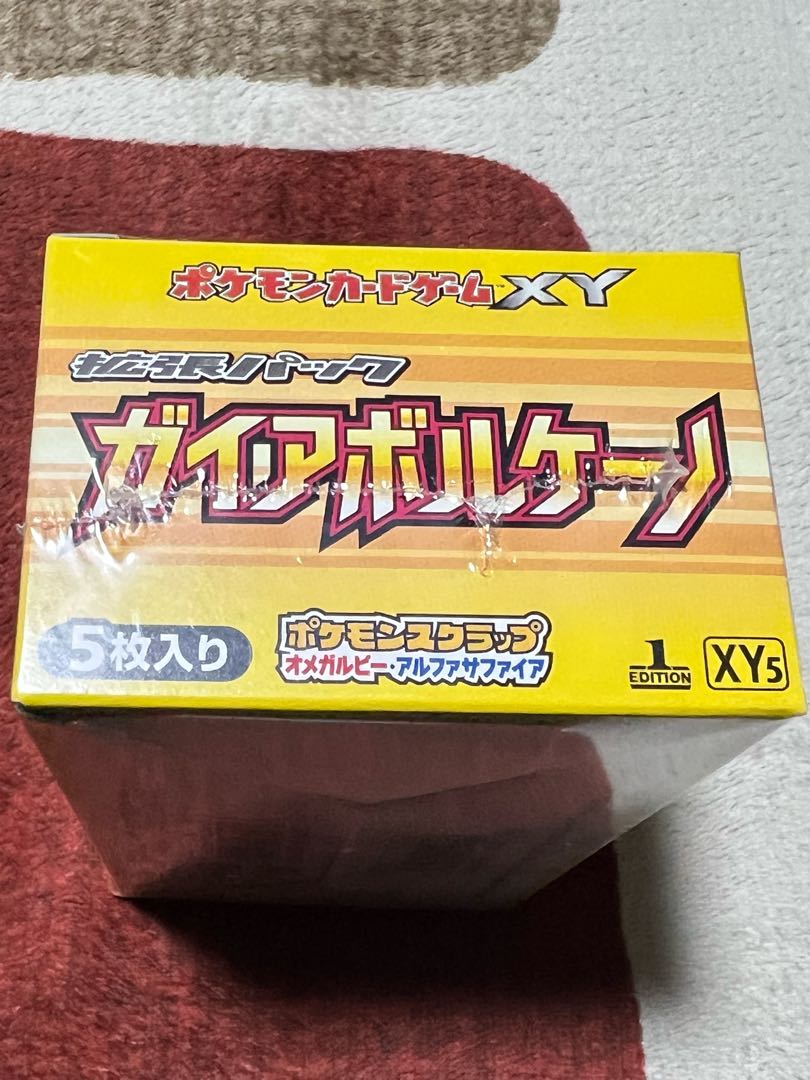 ポケモンカードゲーム™XY
拡張パック
ガイアボルケーノ
5枚入り
ポケモンスクラップ
オメガルビー・アルファサファイア
1
EDITION
XY5